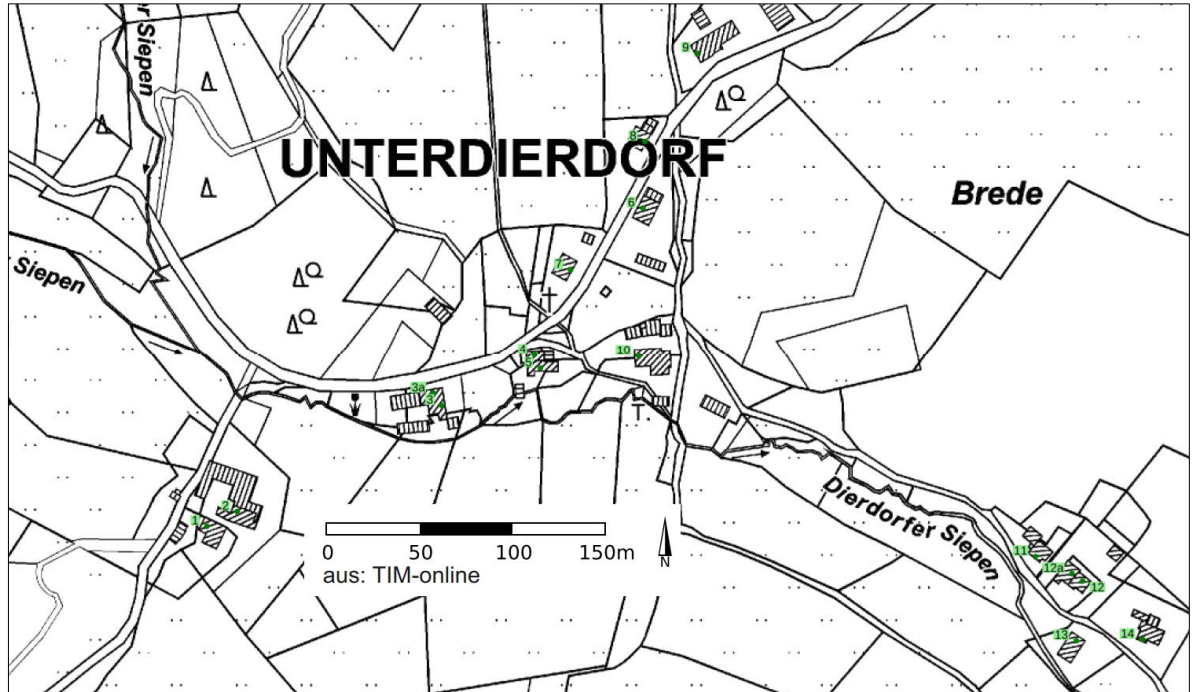 r Siepen
9
8
UNTERDIERDORF
6
Brede
Siepen
7
4
5
10
3a
3
T.
2
1
Dierdorfer Siepen
0 50 100 150m
N
aus: TIM-online
11
12a
12
13
14